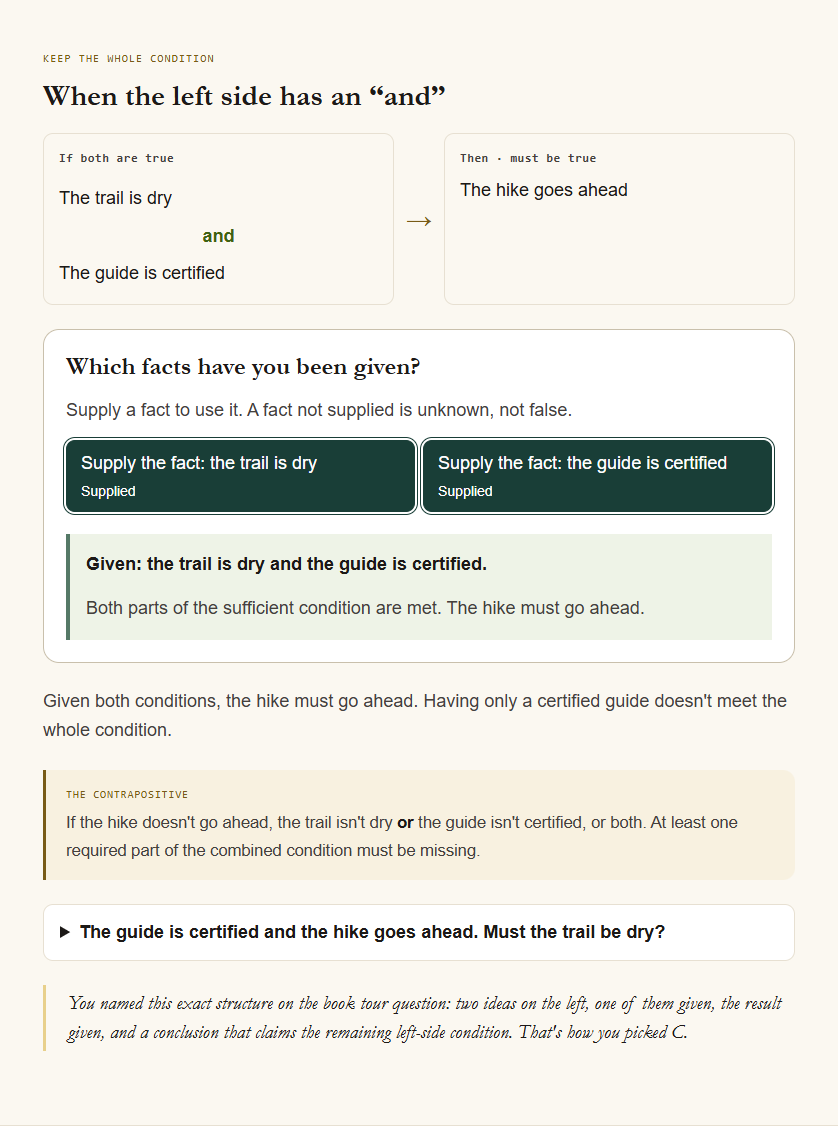 KEEP THE WHOLE CONDITION
When the left side has an “and”
If both are true
The trail is dry
and
The guide is certified
→
Then · must be true
The hike goes ahead
Which facts have you been given?
Supply a fact to use it. A fact not supplied is unknown, not false.
Supply the fact: the trail is dry
Supplied
Supply the fact: the guide is certified
Supplied
Given: the trail is dry and the guide is certified.
Both parts of the sufficient condition are met. The hike must go ahead.
Given both conditions, the hike must go ahead. Having only a certified guide doesn't meet the
whole condition.
THE CONTRAPOSITIVE
If the hike doesn't go ahead, the trail isn't dry or the guide isn't certified, or both. At least one
required part of the combined condition must be missing.
The guide is certified and the hike goes ahead. Must the trail be dry?
You named this exact structure on the book tour question: two ideas on the left, one of them given, the result
given, and a conclusion that claims the remaining left-side condition. That's how you picked C.